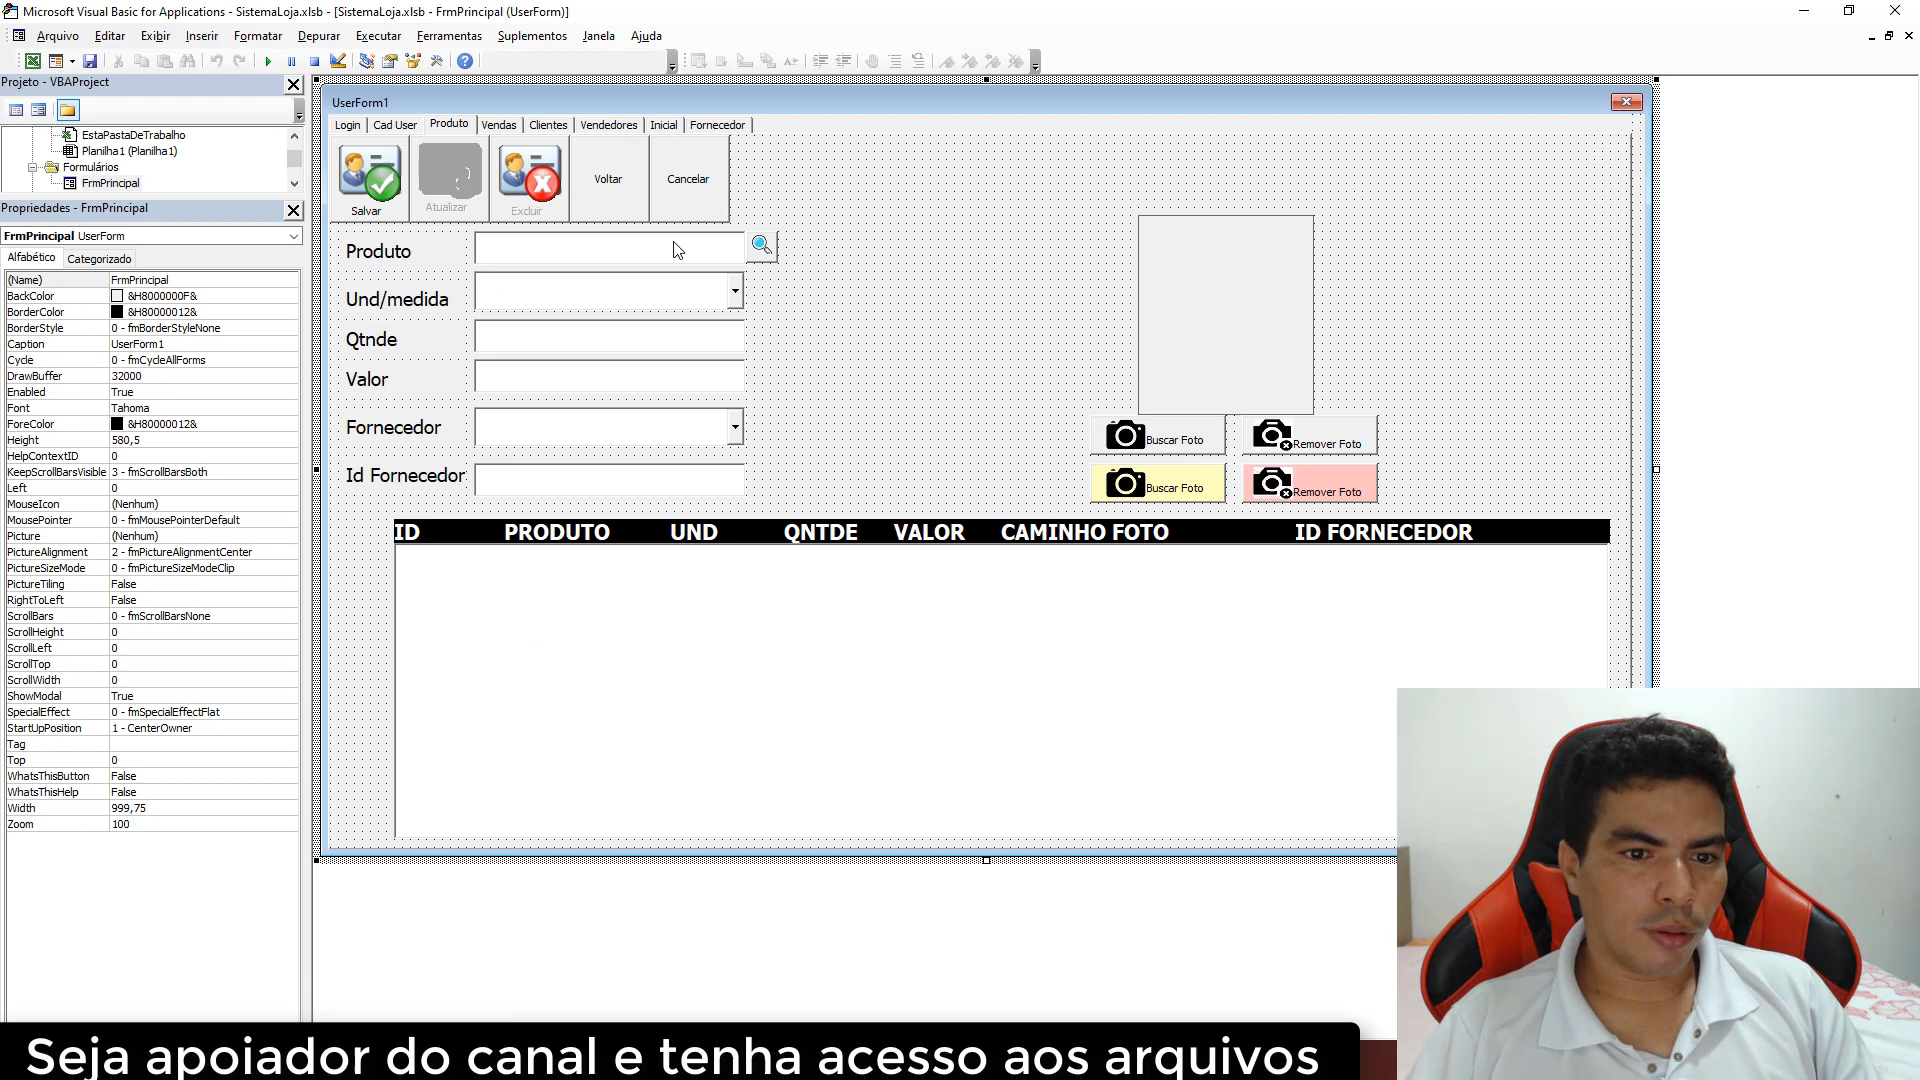 Microsoft Visual Basic for Applications - SistemaLoja.xlsb - [SistemaLoja.xlsb - FrmPrincipal (UserForm)]
Arquivo Editar Exibir Inserir Formatar Depurar Executar Ferramentas Suplementos Janela Ajuda
Projeto - VBAProject
EstaPastaDeTrabalho
Planilha1 (Planilha1)
Formulários
FrmPrincipal
Propriedades - FrmPrincipal
FrmPrincipal UserForm
Alfabético Categorizado
(Name) FrmPrincipal
BackColor &H8000000F&
BorderColor &H80000012&
BorderStyle 0 - fmBorderStyleNone
Caption UserForm1
Cycle 0 - fmCycleAllForms
DrawBuffer 32000
Enabled True
Font Tahoma
ForeColor &H80000012&
Height 580,5
HelpContextID 0
KeepScrollBarsVisible 3 - fmScrollBarsBoth
Left 0
MouseIcon (Nenhum)
MousePointer 0 - fmMousePointerDefault
Picture (Nenhum)
PictureAlignment 2 - fmPictureAlignmentCenter
PictureSizeMode 0 - fmPictureSizeModeClip
PictureTiling False
RightToLeft False
ScrollBars 0 - fmScrollBarsNone
ScrollHeight 0
ScrollLeft 0
ScrollTop 0
ScrollWidth 0
ShowModal True
SpecialEffect 0 - fmSpecialEffectFlat
StartUpPosition 1 - CenterOwner
Tag
Top 0
WhatsThisButton False
WhatsThisHelp False
Width 999,75
Zoom 100
UserForm1
Login Cad User Produto Vendas Clientes Vendedores Inicial Fornecedor
Salvar Atualizar Excluir Voltar Cancelar
Produto
Und/medida
Qtnde
Valor
Fornecedor
Id Fornecedor
Buscar Foto Remover Foto
Buscar Foto Remover Foto
ID PRODUTO UND QNTDE VALOR CAMINHO FOTO ID FORNECEDOR
Seja apoiador do canal e tenha acesso aos arquivos